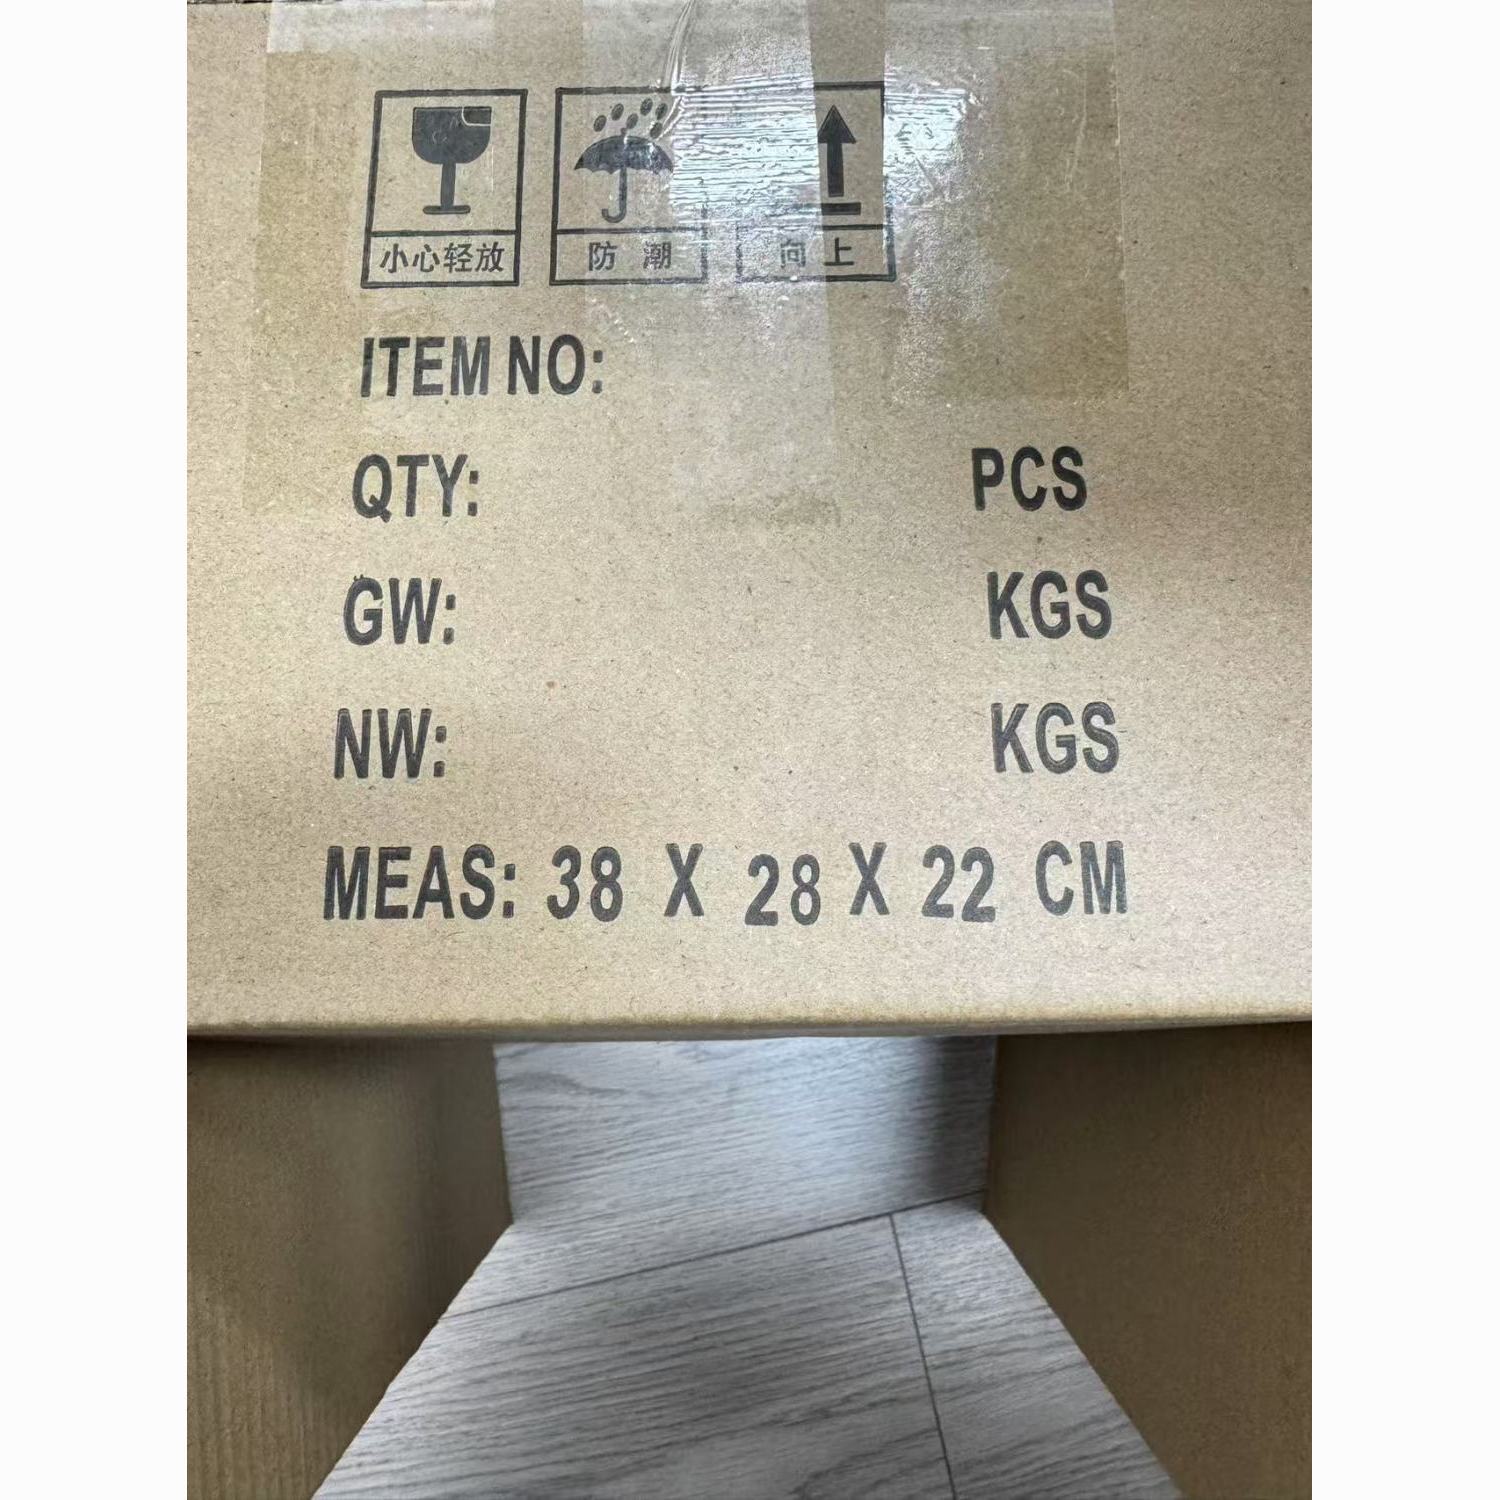 小心轻放 防潮 向上
ITEM NO:
QTY: PCS
GW: KGS
NW: KGS
MEAS: 38 X 28 X 22 CM